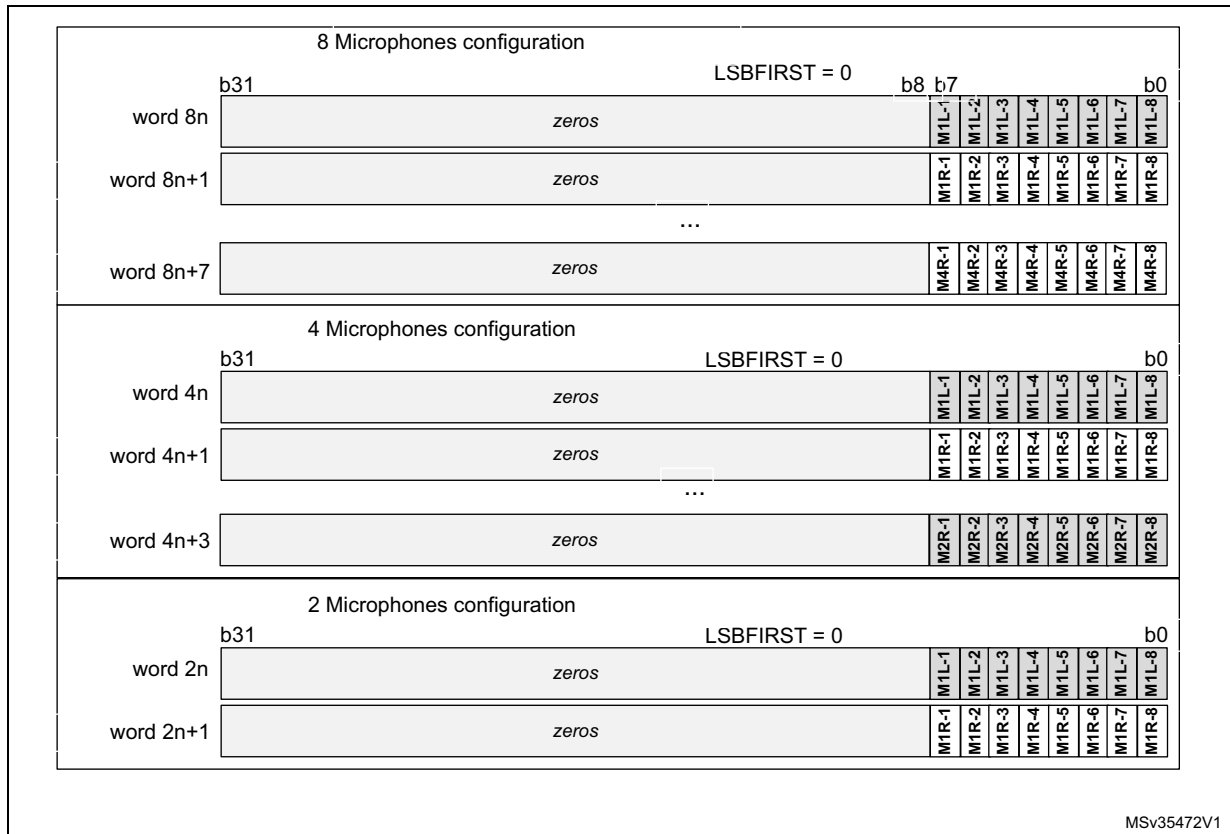 8 Microphones configuration
LSBFIRST = 0
b31 b8 b7 b0
word 8n zeros M1L-1 M1L-2 M1L-3 M1L-4 M1L-5 M1L-6 M1L-7 M1L-8
word 8n+1 zeros M1R-1 M1R-2 M1R-3 M1R-4 M1R-5 M1R-6 M1R-7 M1R-8
...
word 8n+7 zeros M4R-1 M4R-2 M4R-3 M4R-4 M4R-5 M4R-6 M4R-7 M4R-8
4 Microphones configuration
b31 LSBFIRST = 0 b0
word 4n zeros M1L-1 M1L-2 M1L-3 M1L-4 M1L-5 M1L-6 M1L-7 M1L-8
word 4n+1 zeros M1R-1 M1R-2 M1R-3 M1R-4 M1R-5 M1R-6 M1R-7 M1R-8
...
word 4n+3 zeros M2R-1 M2R-2 M2R-3 M2R-4 M2R-5 M2R-6 M2R-7 M2R-8
2 Microphones configuration
b31 LSBFIRST = 0 b0
word 2n zeros M1L-1 M1L-2 M1L-3 M1L-4 M1L-5 M1L-6 M1L-7 M1L-8
word 2n+1 zeros M1R-1 M1R-2 M1R-3 M1R-4 M1R-5 M1R-6 M1R-7 M1R-8
MSv35472V1